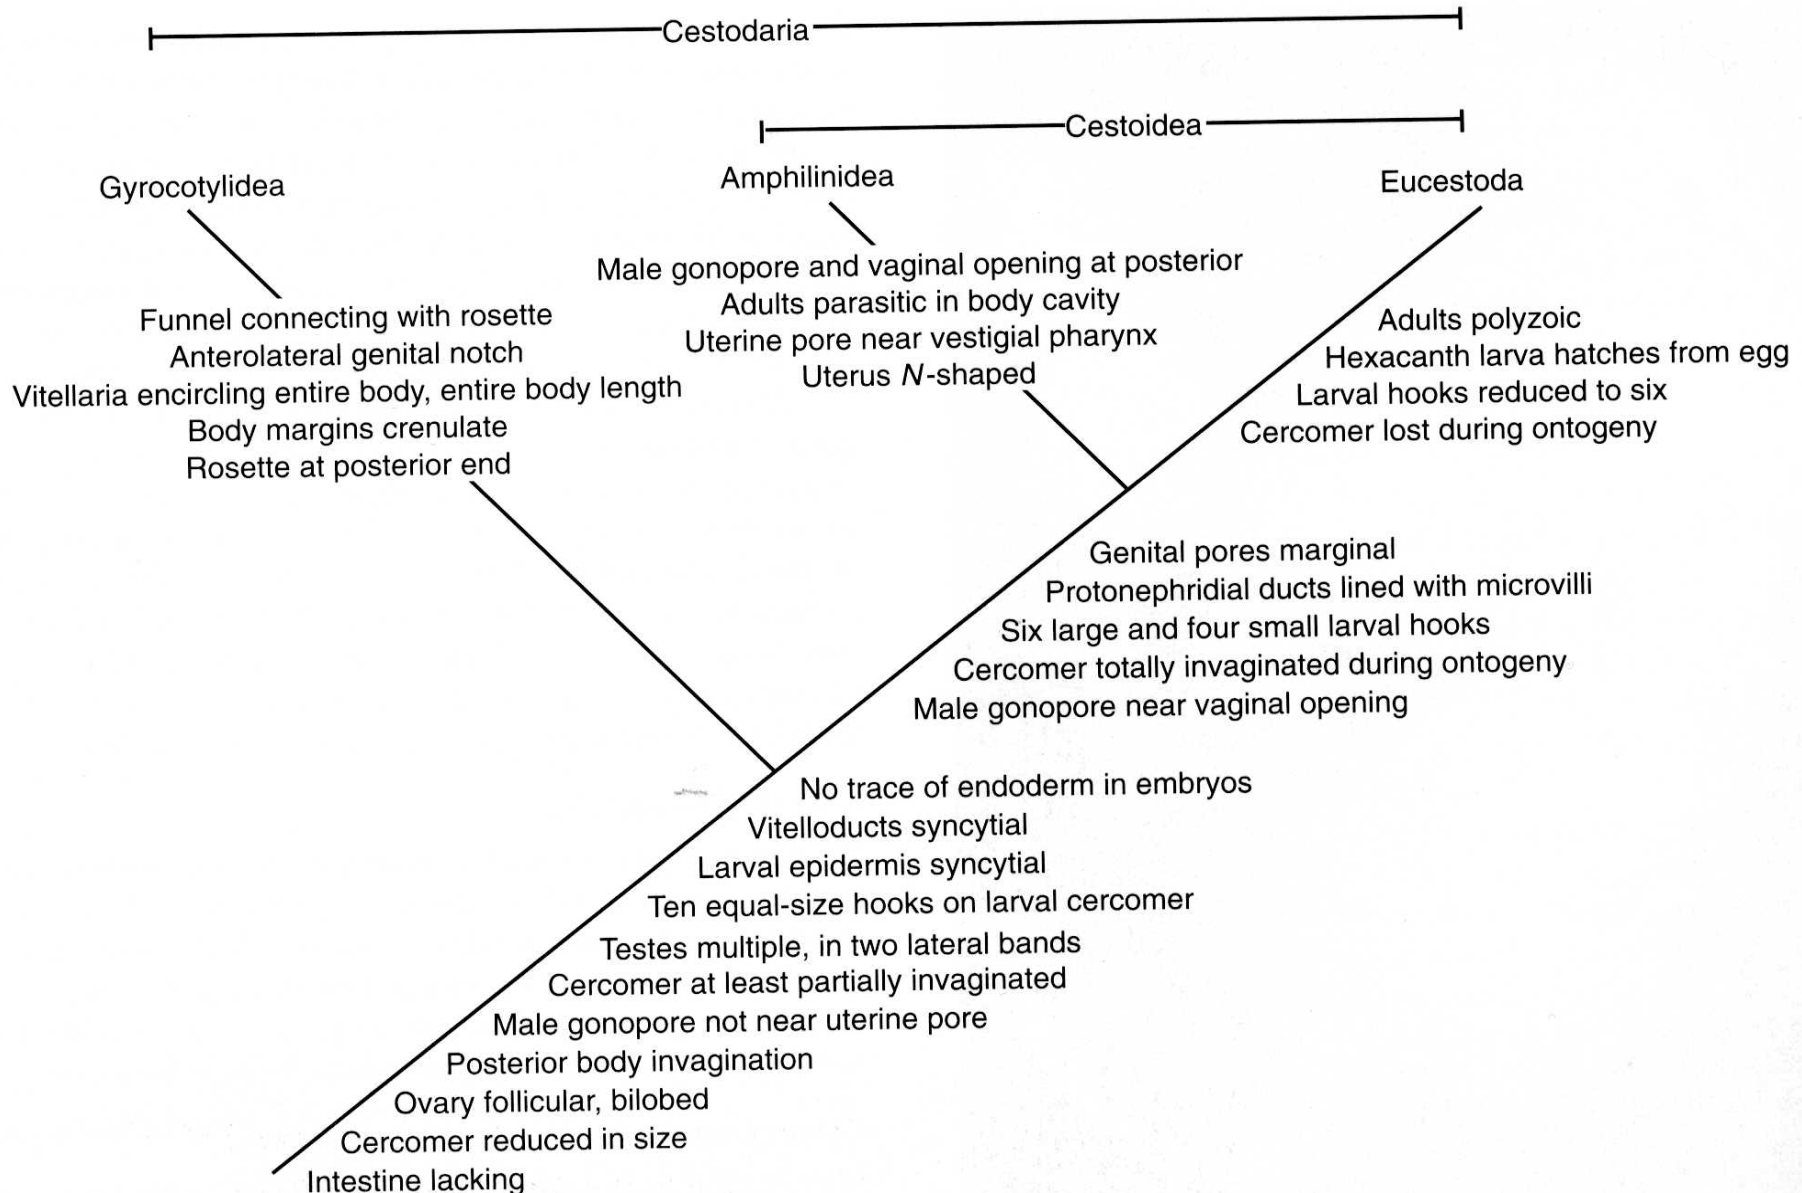 Cestodaria
Cestoidea
Gyrocotylidea
Amphilinidea
Eucestoda
Funnel connecting with rosette
Anterolateral genital notch
Vitellaria encircling entire body, entire body length
Body margins crenulate
Rosette at posterior end
Male gonopore and vaginal opening at posterior
Adults parasitic in body cavity
Uterine pore near vestigial pharynx
Uterus N-shaped
Adults polyzoic
Hexacanth larva hatches from egg
Larval hooks reduced to six
Cercomer lost during ontogeny
Genital pores marginal
Protonephridial ducts lined with microvilli
Six large and four small larval hooks
Cercomer totally invaginated during ontogeny
Male gonopore near vaginal opening
No trace of endoderm in embryos
Vitelloducts syncytial
Larval epidermis syncytial
Ten equal-size hooks on larval cercomer
Testes multiple, in two lateral bands
Cercomer at least partially invaginated
Male gonopore not near uterine pore
Posterior body invagination
Ovary follicular, bilobed
Cercomer reduced in size
Intestine lacking